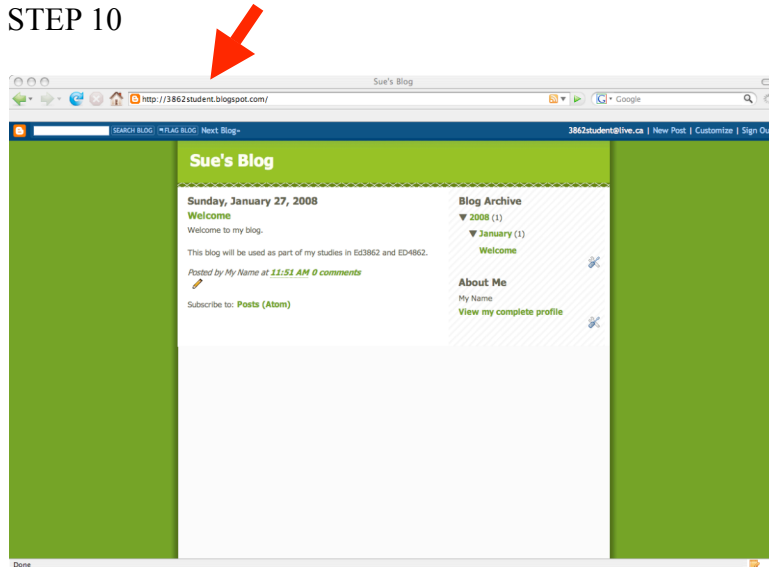 STEP 10
Sue's Blog
http://3862student.blogspot.com/
Google
SEARCH BLOG FLAG BLOG Next Blog»
3862student@live.ca | New Post | Customize | Sign Ou
Sue's Blog
Sunday, January 27, 2008
Welcome
Welcome to my blog.
This blog will be used as part of my studies in Ed3862 and ED4862.
Posted by My Name at 11:51 AM 0 comments
Subscribe to: Posts (Atom)
Blog Archive
▼ 2008 (1)
▼ January (1)
Welcome
About Me
My Name
View my complete profile
Done